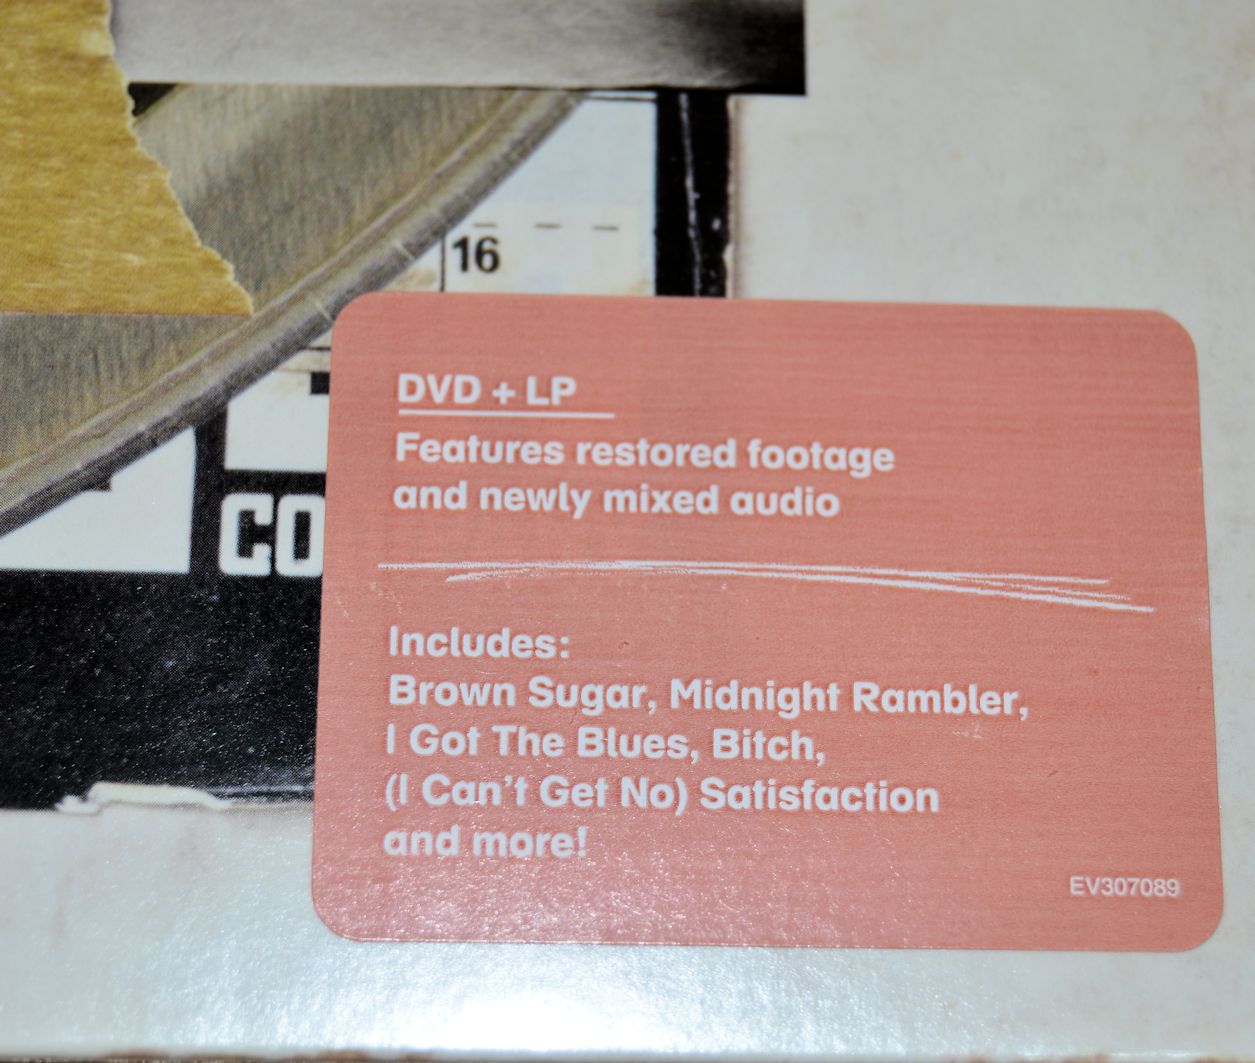 16
CO
DVD + LP
Features restored footage
and newly mixed audio
Includes:
Brown Sugar, Midnight Rambler,
I Got The Blues, Bitch,
(I Can't Get No) Satisfaction
and more!
EV307089